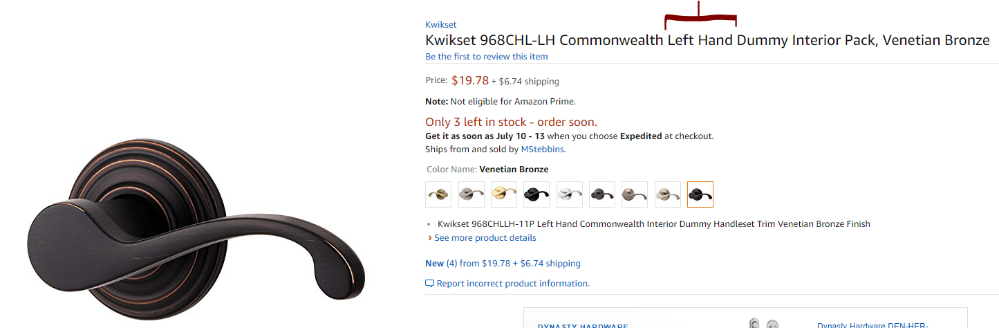 Kwikset
Kwikset 968CHL-LH Commonwealth Left Hand Dummy Interior Pack, Venetian Bronze
Be the first to review this item
Price: $19.78 + $6.74 shipping
Note: Not eligible for Amazon Prime.
Only 3 left in stock - order soon.
Get it as soon as July 10 - 13 when you choose Expedited at checkout.
Ships from and sold by MStebbins.
Color Name: Venetian Bronze
Kwikset 968CHLLH-11P Left Hand Commonwealth Interior Dummy Handleset Trim Venetian Bronze Finish
› See more product details
New (4) from $19.78 + $6.74 shipping
Report incorrect product information.
DYNASTY HARDWARE
Dynasty Hardware DEN-HER-